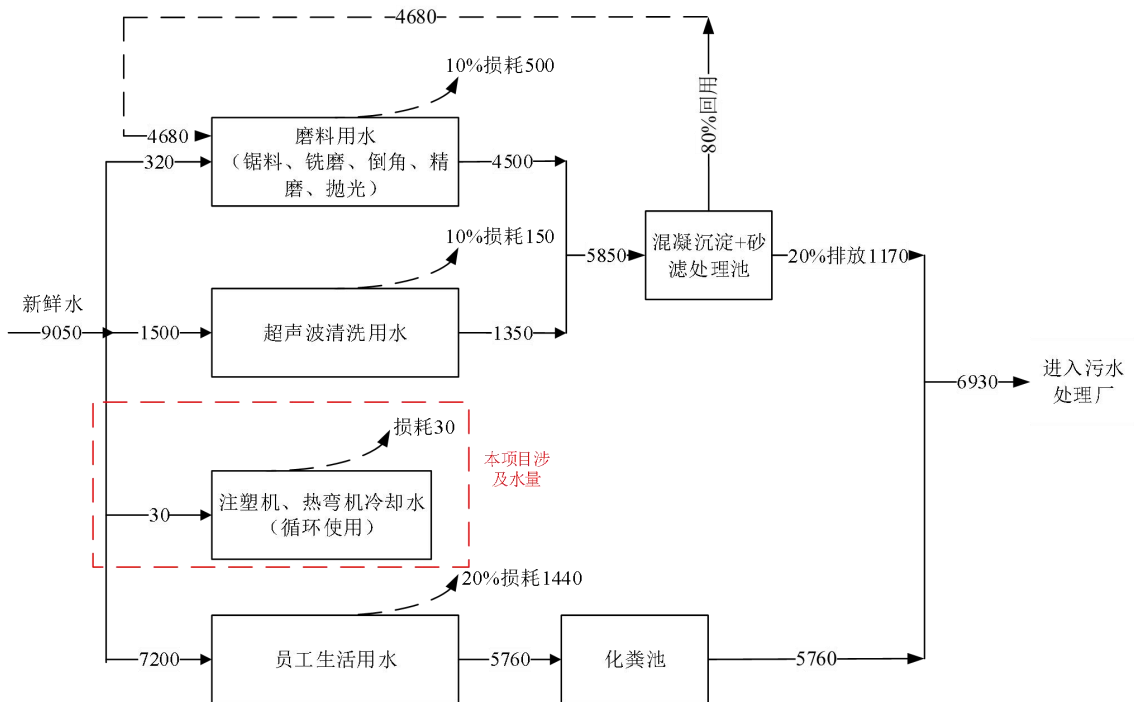 4680
10%损耗500
80%回用
4680
磨料用水
（锯料、铣磨、倒角、精
磨、抛光）
320
4500
10%损耗150
5850
混凝沉淀+砂
滤处理池
20%排放1170
新鲜水
9050
1500
超声波清洗用水
1350
6930
进入污水
处理厂
损耗30
本项目涉
及水量
30
注塑机、热弯机冷却水
（循环使用）
20%损耗1440
7200
员工生活用水
5760
化粪池
5760